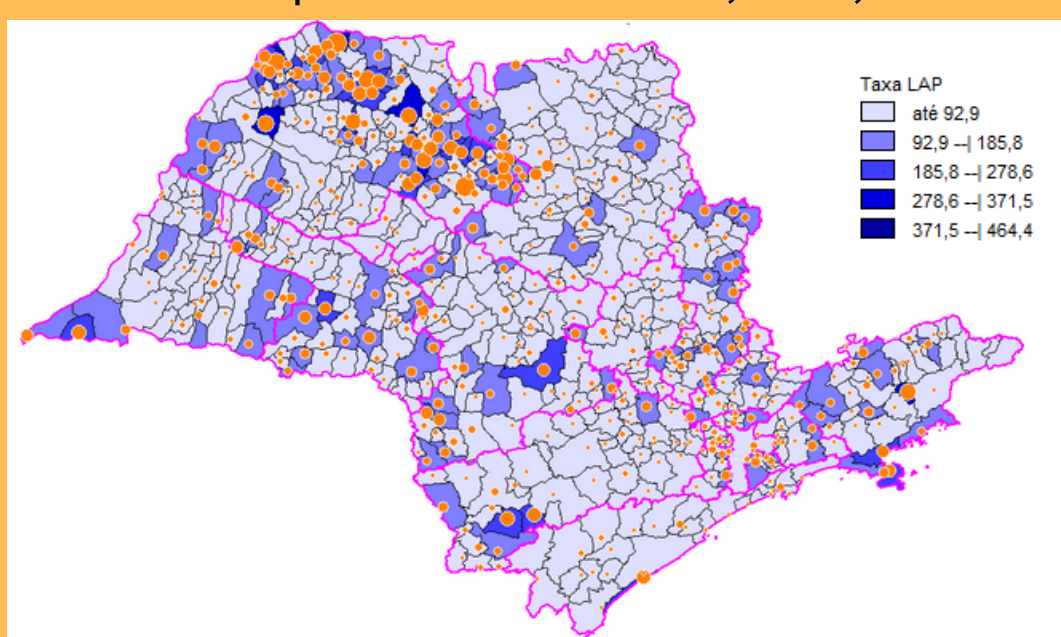 Taxa LAP
até 92,9
92,9 --| 185,8
185,8 --| 278,6
278,6 --| 371,5
371,5 --| 464,4